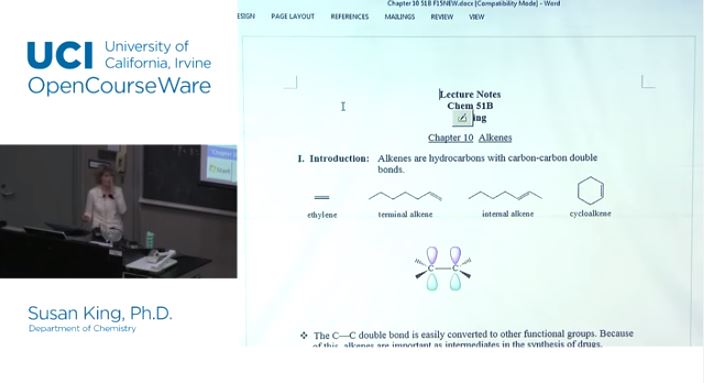 Chapter 10 51B F15NEW.docx [Compatibility Mode] - Word
ESIGN PAGE LAYOUT REFERENCES MAILINGS REVIEW VIEW
UCI University of
California, Irvine
OpenCourseWare
Lecture Notes
Chem 51B
ing
Chapter 10 Alkenes
I. Introduction: Alkenes are hydrocarbons with carbon-carbon double
bonds.
ethylene terminal alkene internal alkene cycloalkene
C C
Start
Susan King, Ph.D.
Department of Chemistry
❖ The C—C double bond is easily converted to other functional groups. Because
of this, alkenes are important as intermediates in the synthesis of drugs,